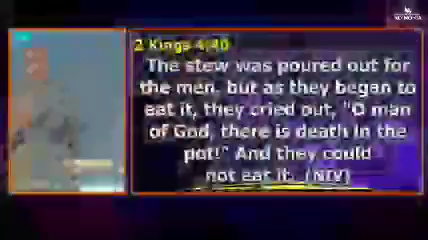 2 Kings 4:40
The stew was poured out for
the men, but as they began to
eat it, they cried out, "O man
of God, there is death in the
pot!" And they could
not eat it. (NIV)